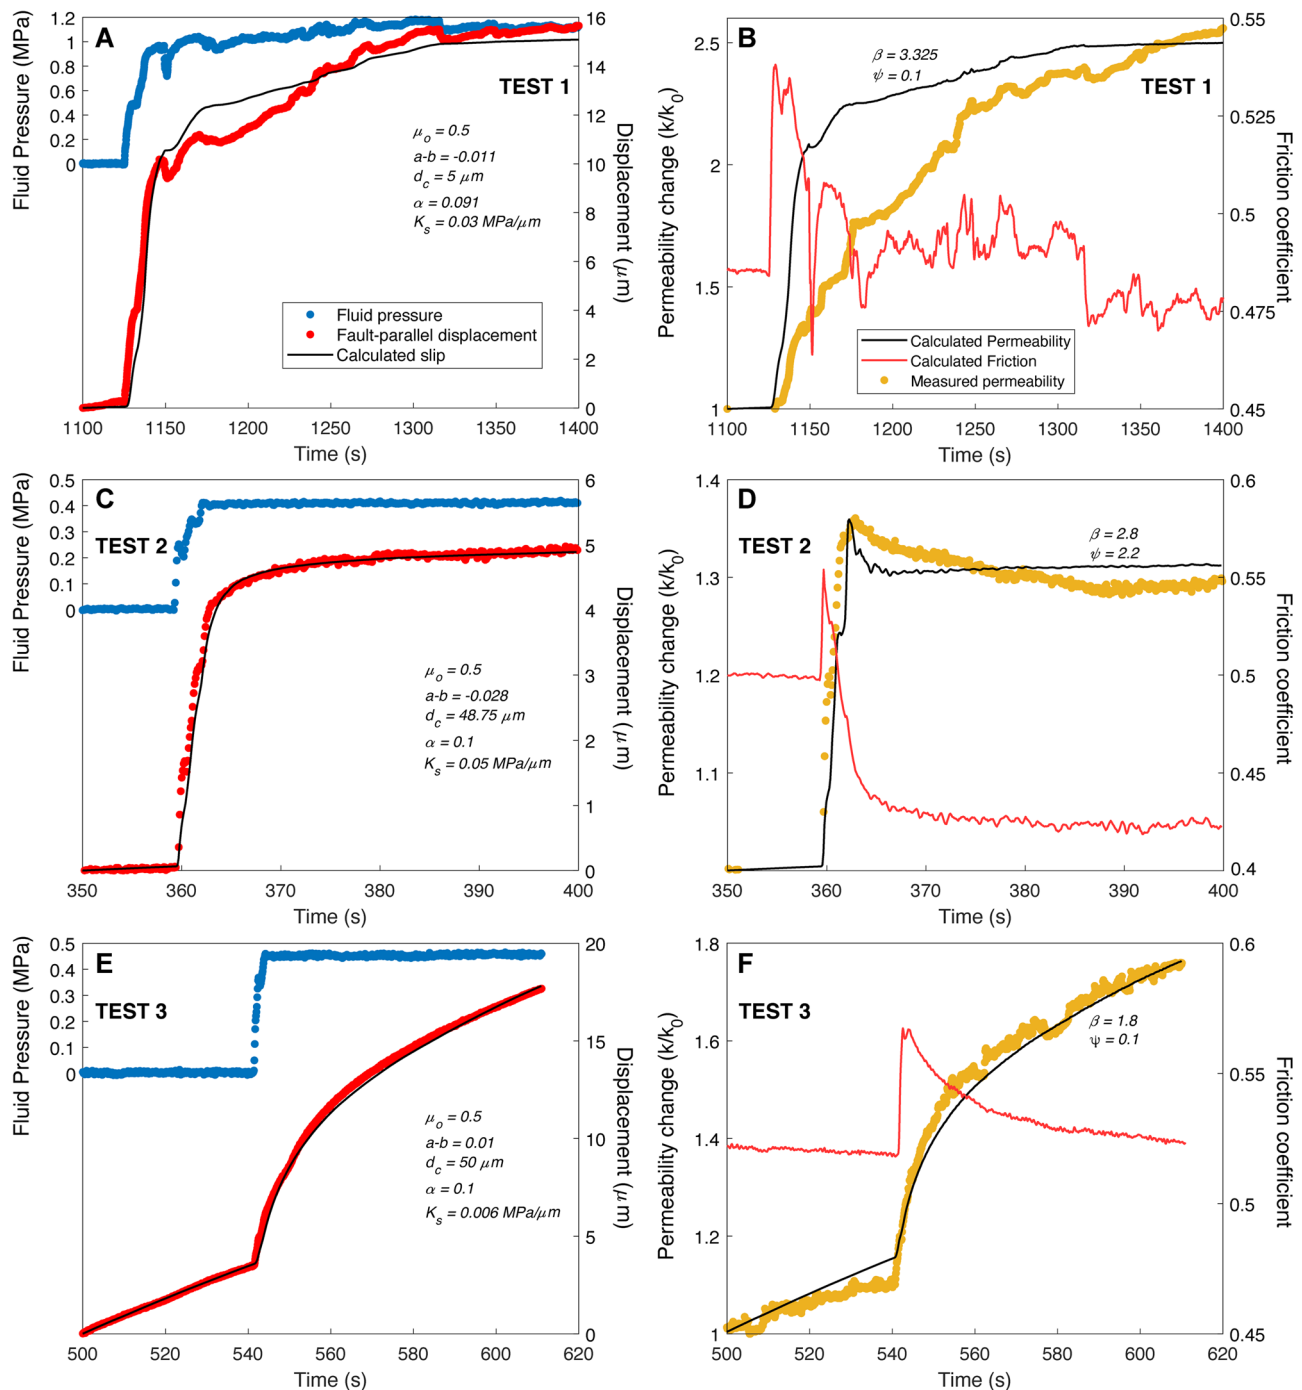 A
TEST 1
Fluid Pressure (MPa)
1.2
1
0.8
0.6
0.4
0.2
0
16
14
12
10
8
6
4
2
0
Displacement (μm)
μo = 0.5
a-b = -0.011
dc = 5 μm
α = 0.091
Ks = 0.03 MPa/μm
Fluid pressure
Fault-parallel displacement
Calculated slip
1100 1150 1200 1250 1300 1350 1400
Time (s)
B
TEST 1
β = 3.325
ψ = 0.1
Permeability change (k/k0)
2.5
2
1.5
1
0.55
0.525
0.5
0.475
0.45
Friction coefficient
Calculated Permeability
Calculated Friction
Measured permeability
1100 1150 1200 1250 1300 1350 1400
Time (s)
C
TEST 2
Fluid Pressure (MPa)
0.5
0.4
0.3
0.2
0.1
0
6
5
4
3
2
1
0
Displacement (μm)
μo = 0.5
a-b = -0.028
dc = 48.75 μm
α = 0.1
Ks = 0.05 MPa/μm
350 360 370 380 390 400
Time (s)
D
TEST 2
β = 2.8
ψ = 2.2
Permeability change (k/k0)
1.4
1.3
1.2
1.1
0.6
0.55
0.5
0.45
0.4
Friction coefficient
350 360 370 380 390 400
Time (s)
E
TEST 3
Fluid Pressure (MPa)
0.5
0.4
0.3
0.2
0.1
0
20
15
10
5
0
Displacement (μm)
μo = 0.5
a-b = 0.01
dc = 50 μm
α = 0.1
Ks = 0.006 MPa/μm
500 520 540 560 580 600 620
Time (s)
F
TEST 3
β = 1.8
ψ = 0.1
Permeability change (k/k0)
1.8
1.6
1.4
1.2
1
0.6
0.55
0.5
0.45
Friction coefficient
500 520 540 560 580 600 620
Time (s)